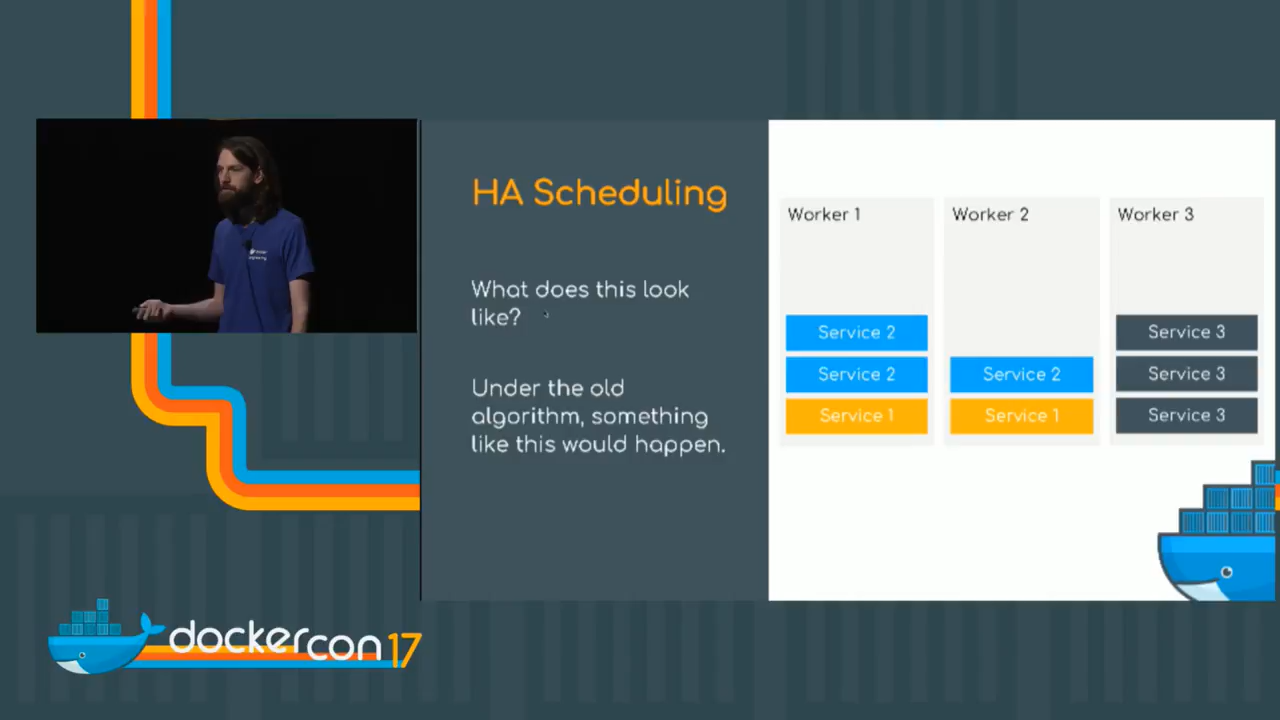 HA Scheduling
What does this look
like?
Under the old
algorithm, something
like this would happen.
Worker 1
Service 2
Service 2
Service 1
Worker 2
Service 2
Service 1
Worker 3
Service 3
Service 3
Service 3
dockercon 17